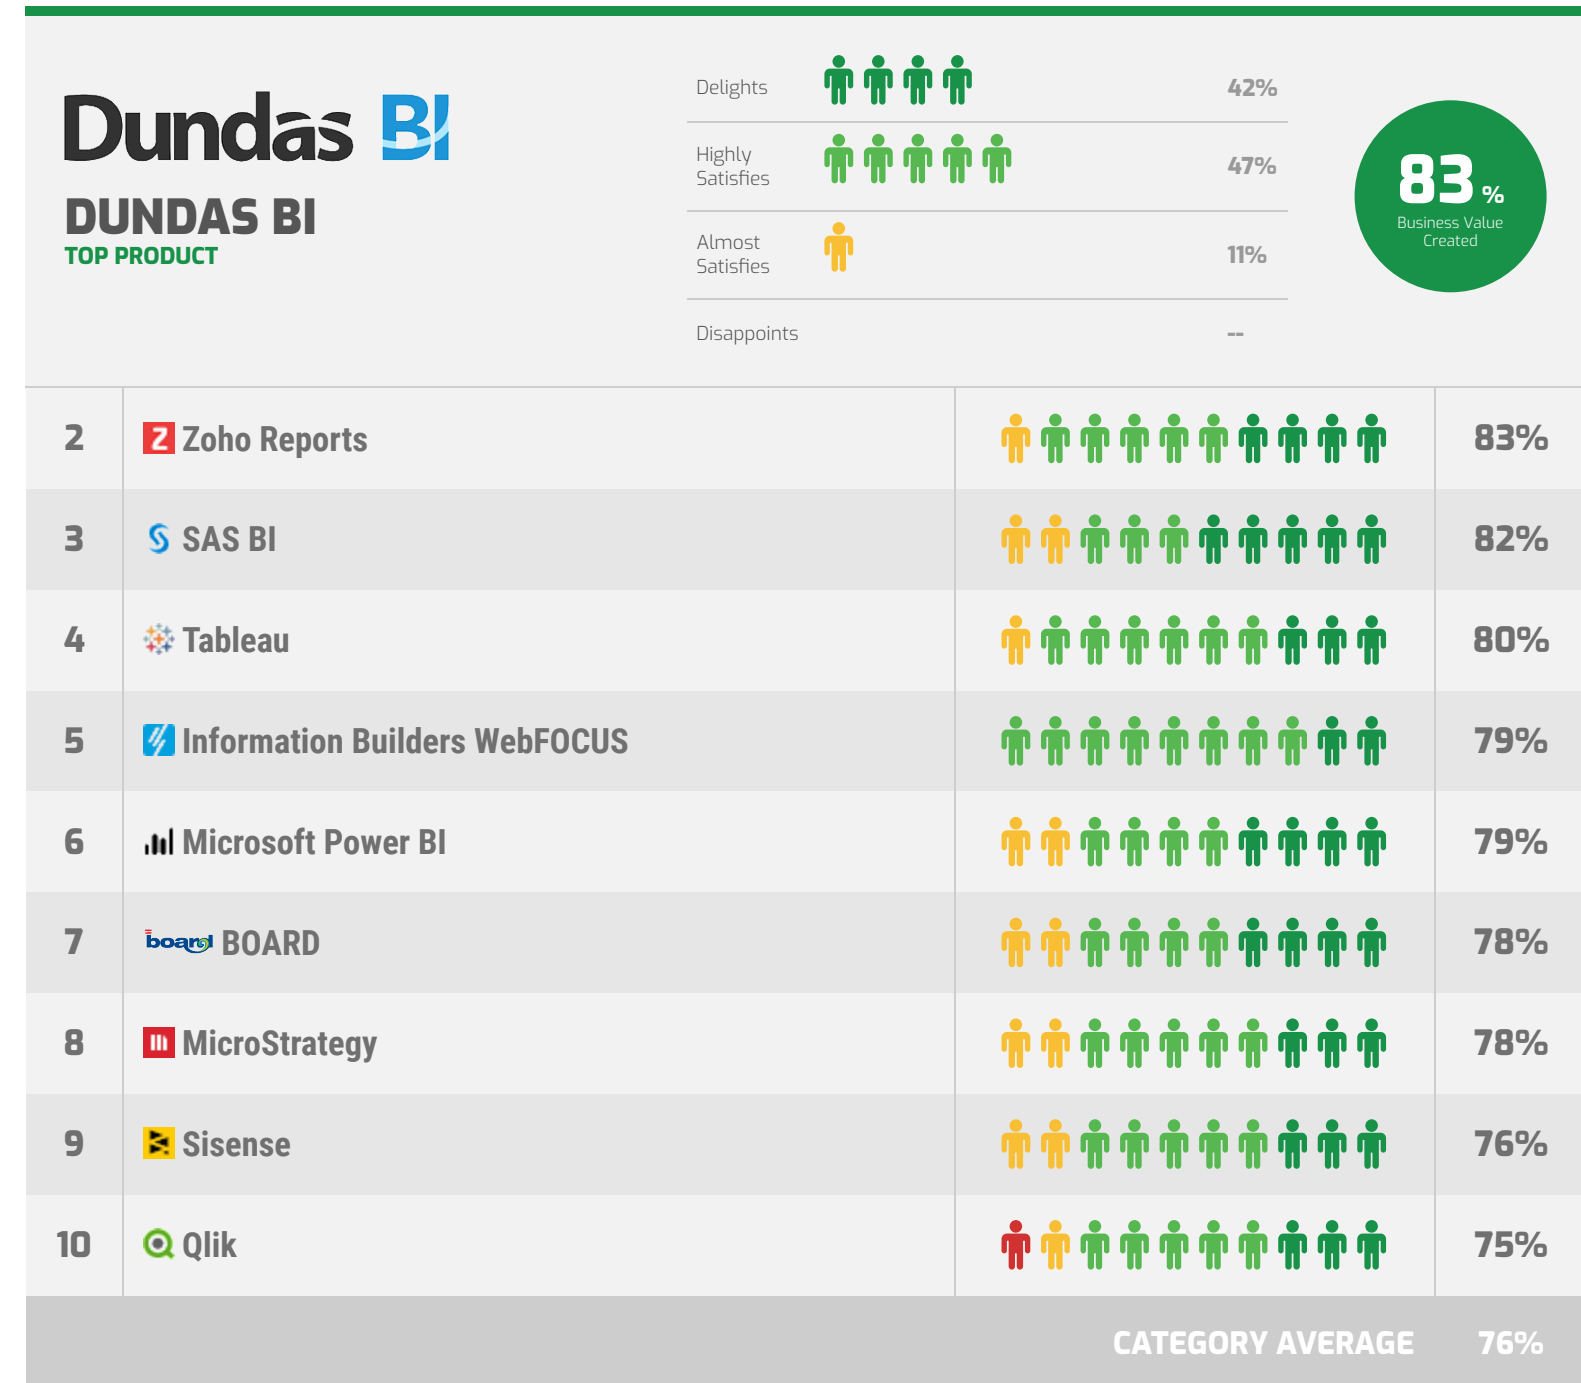 Dundas BI
DUNDAS BI
TOP PRODUCT
Delights 42%
Highly
Satisfies 47%
Almost
Satisfies 11%
Disappoints --
83 %
Business Value
Created
2 Z Zoho Reports 83%
3 SAS BI 82%
4 Tableau 80%
5 Information Builders WebFOCUS 79%
6 Microsoft Power BI 79%
7 board BOARD 78%
8 MicroStrategy 78%
9 Sisense 76%
10 Qlik 75%
CATEGORY AVERAGE 76%